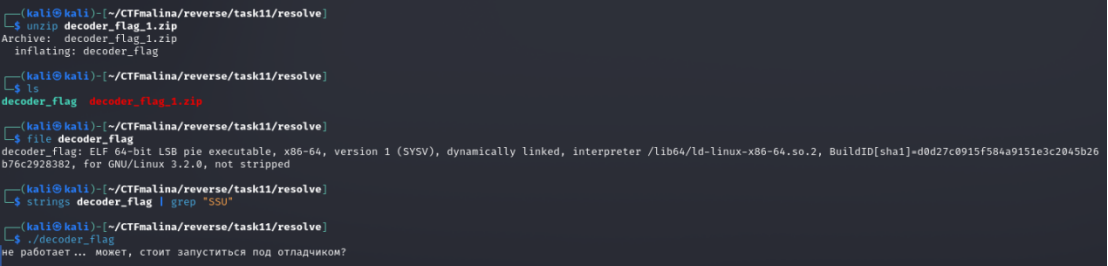 ┌──(kali㉿kali)-[~/CTFmalina/reverse/task11/resolve]
└─$ unzip decoder_flag_1.zip
Archive:  decoder_flag_1.zip
  inflating: decoder_flag
┌──(kali㉿kali)-[~/CTFmalina/reverse/task11/resolve]
└─$ ls
decoder_flag  decoder_flag_1.zip
┌──(kali㉿kali)-[~/CTFmalina/reverse/task11/resolve]
└─$ file decoder_flag
decoder_flag: ELF 64-bit LSB pie executable, x86-64, version 1 (SYSV), dynamically linked, interpreter /lib64/ld-linux-x86-64.so.2, BuildID[sha1]=d0d27c0915f584a9151e3c2045b26
b76c2928382, for GNU/Linux 3.2.0, not stripped
┌──(kali㉿kali)-[~/CTFmalina/reverse/task11/resolve]
└─$ strings decoder_flag | grep "SSU"
┌──(kali㉿kali)-[~/CTFmalina/reverse/task11/resolve]
└─$ ./decoder_flag
не работает... может, стоит запуститься под отладчиком?